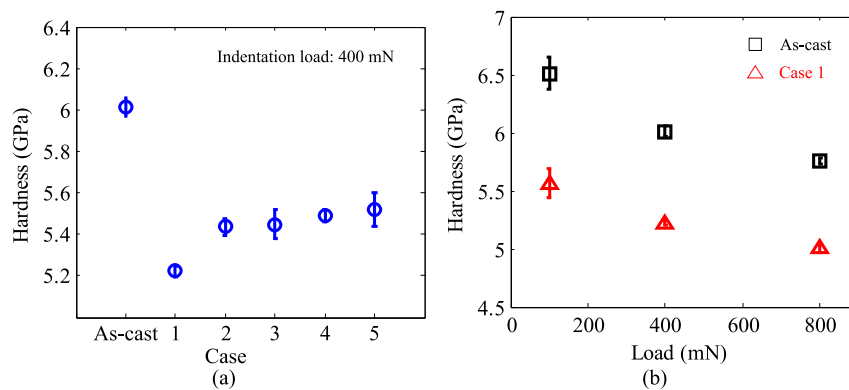 6.4
6.2
6
5.8
5.6
5.4
5.2
Hardness (GPa)
Indentation load: 400 mN
As-cast 1 2 3 4 5
Case
(a)
7
6.5
6
5.5
5
4.5
Hardness (GPa)
As-cast
Case 1
0 200 400 600 800
Load (mN)
(b)